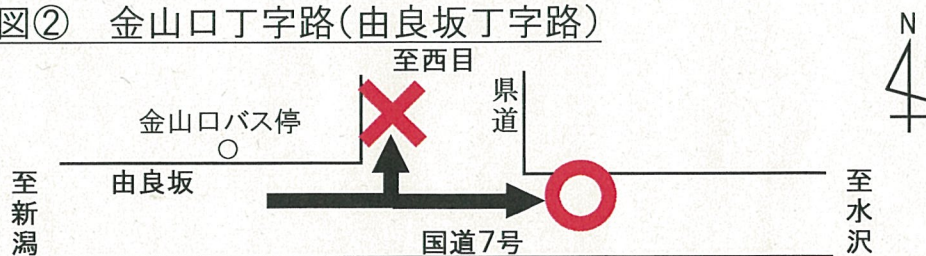 図② 金山口丁字路(由良坂丁字路)
N
至西目
県道
金山口バス停
由良坂
至新潟
至水沢
国道7号